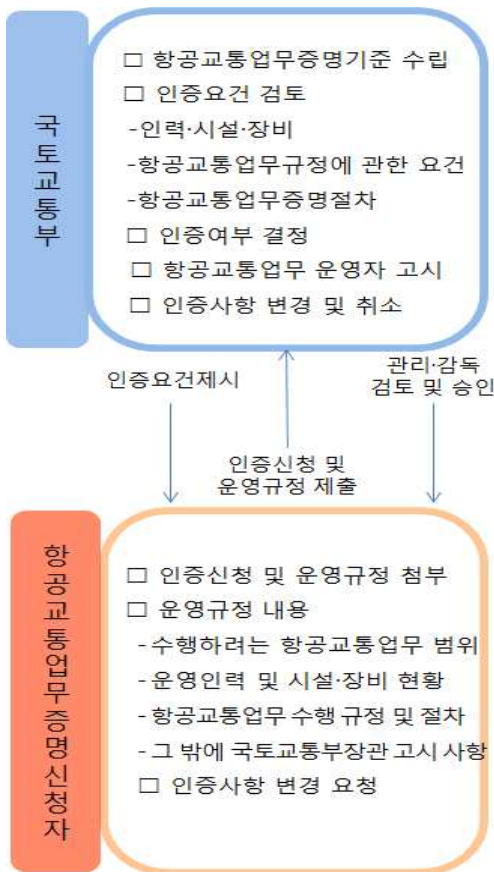 국토교통부
□ 항공교통업무증명기준 수립
□ 인증요건 검토
-인력·시설·장비
-항공교통업무규정에 관한 요건
-항공교통업무증명절차
□ 인증여부 결정
□ 항공교통업무 운영자 고시
□ 인증사항 변경 및 취소
인증요건제시
관리·감독
검토 및 승인
인증신청 및
운영규정 제출
항공교통업무증명신청자
□ 인증신청 및 운영규정 첨부
□ 운영규정 내용
-수행하려는 항공교통업무 범위
-운영인력 및 시설·장비 현황
-항공교통업무 수행 규정 및 절차
-그 밖에 국토교통부장관 고시 사항
□ 인증사항 변경 요청